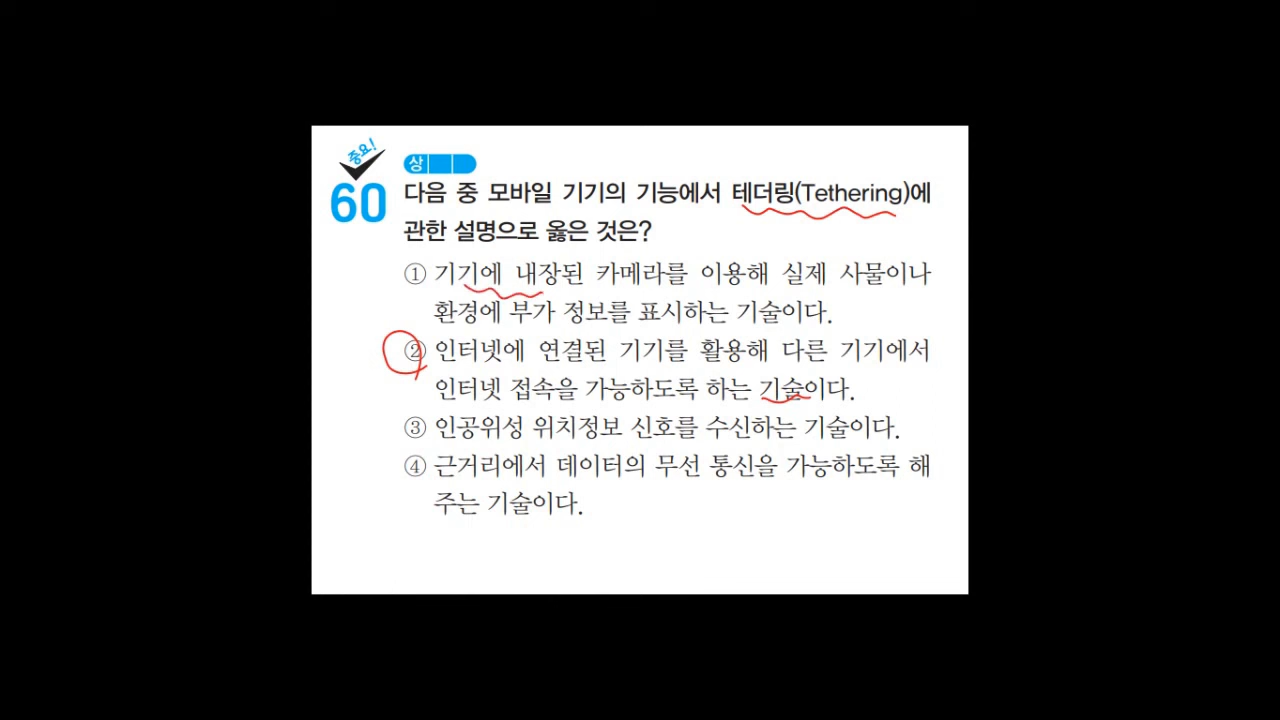 중요!
상
60
다음 중 모바일 기기의 기능에서 테더링(Tethering)에
관한 설명으로 옳은 것은?
① 기기에 내장된 카메라를 이용해 실제 사물이나
환경에 부가 정보를 표시하는 기술이다.
② 인터넷에 연결된 기기를 활용해 다른 기기에서
인터넷 접속을 가능하도록 하는 기술이다.
③ 인공위성 위치정보 신호를 수신하는 기술이다.
④ 근거리에서 데이터의 무선 통신을 가능하도록 해
주는 기술이다.